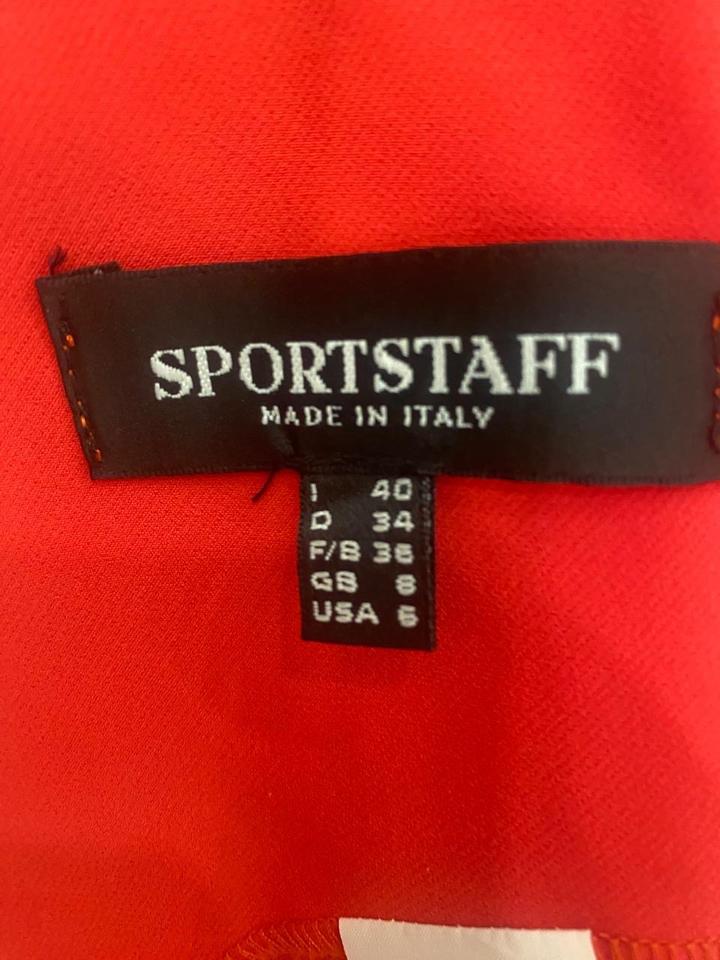 SPORTSTAFF
MADE IN ITALY
I 40
D 34
F/B 36
GB 8
USA 6